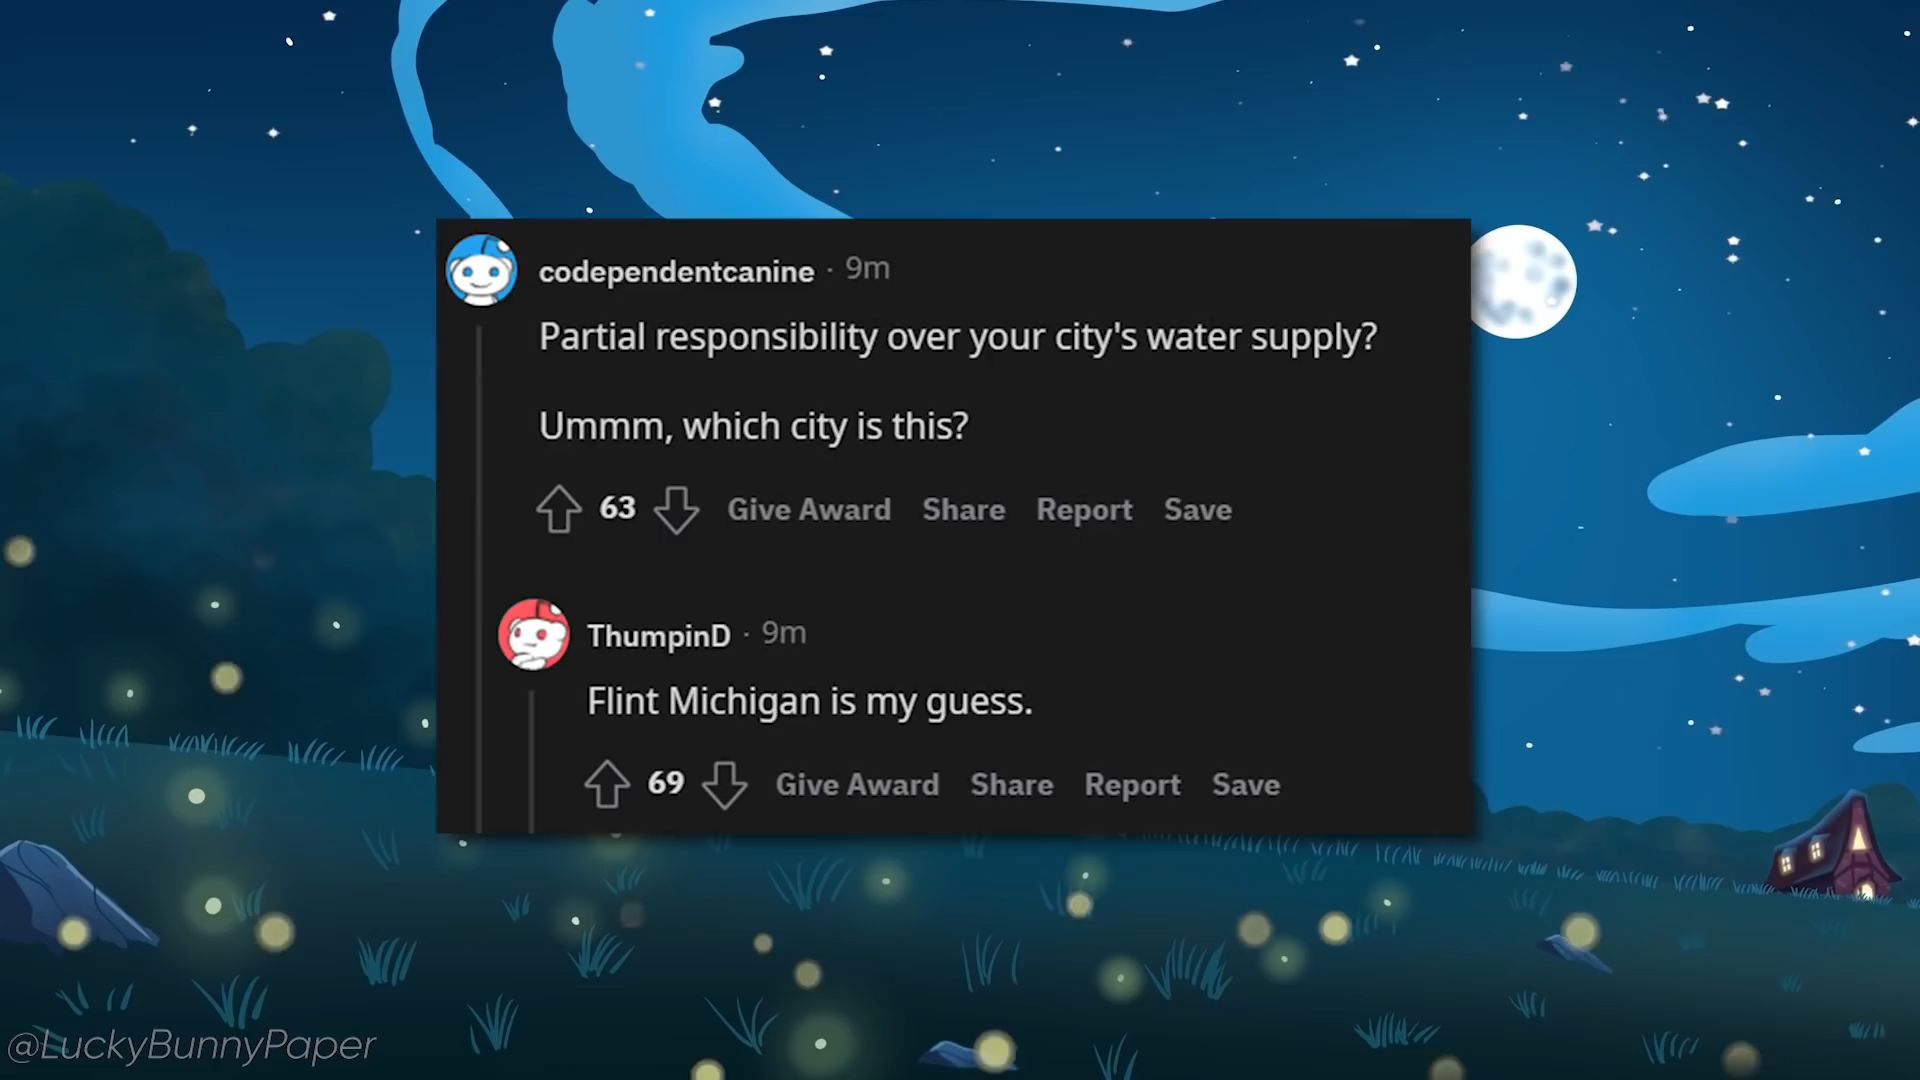 codependentcanine · 9m
Partial responsibility over your city's water supply?
Ummm, which city is this?
63 Give Award Share Report Save
ThumpinD · 9m
Flint Michigan is my guess.
69 Give Award Share Report Save
@LuckyBunnyPaper